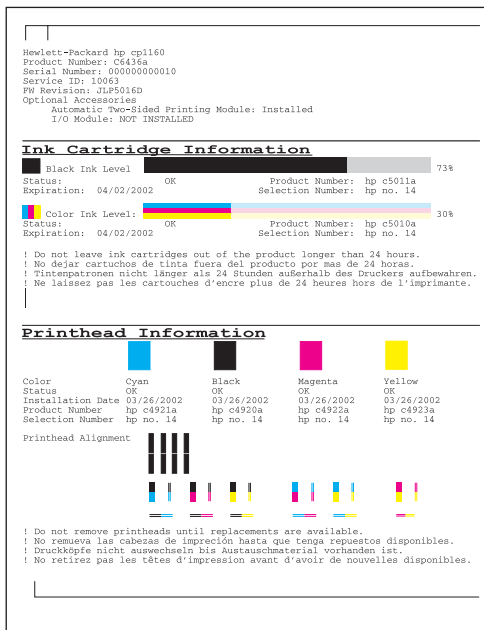 Hewlett-Packard hp cp1160
Product Number: C6436a
Serial Number: 000000000010
Service ID: 10063
FW Revision: JLP5016D
Optional Accessories
Automatic Two-Sided Printing Module: Installed
I/O Module: NOT INSTALLED
Ink Cartridge Information
Black Ink Level 73%
Status: OK Product Number: hp c5011a
Expiration: 04/02/2002 Selection Number: hp no. 14
Color Ink Level: 30%
Status: OK Product Number: hp c5010a
Expiration: 04/02/2002 Selection Number: hp no. 14
! Do not leave ink cartridges out of the product longer than 24 hours.
! No dejar cartuchos de tinta fuera del producto por mas de 24 horas.
! Tintenpatronen nicht länger als 24 Stunden außerhalb des Druckers aufbewahren.
! Ne laissez pas les cartouches d'encre plus de 24 heures hors de l'imprimante.
Printhead Information
Color Cyan Black Magenta Yellow
Status OK OK OK OK
Installation Date 03/26/2002 03/26/2002 03/26/2002 03/26/2002
Product Number hp c4921a hp c4920a hp c4922a hp c4923a
Selection Number hp no. 14 hp no. 14 hp no. 14 hp no. 14
Printhead Alignment
! Do not remove printheads until replacements are available.
! No remueva las cabezas de impreción hasta que tenga repuestos disponibles.
! Druckköpfe nicht auswechseln bis Austauschmaterial vorhanden ist.
! No retirez pas les têtes d'impression avant d'avoir de nouvelles disponibles.